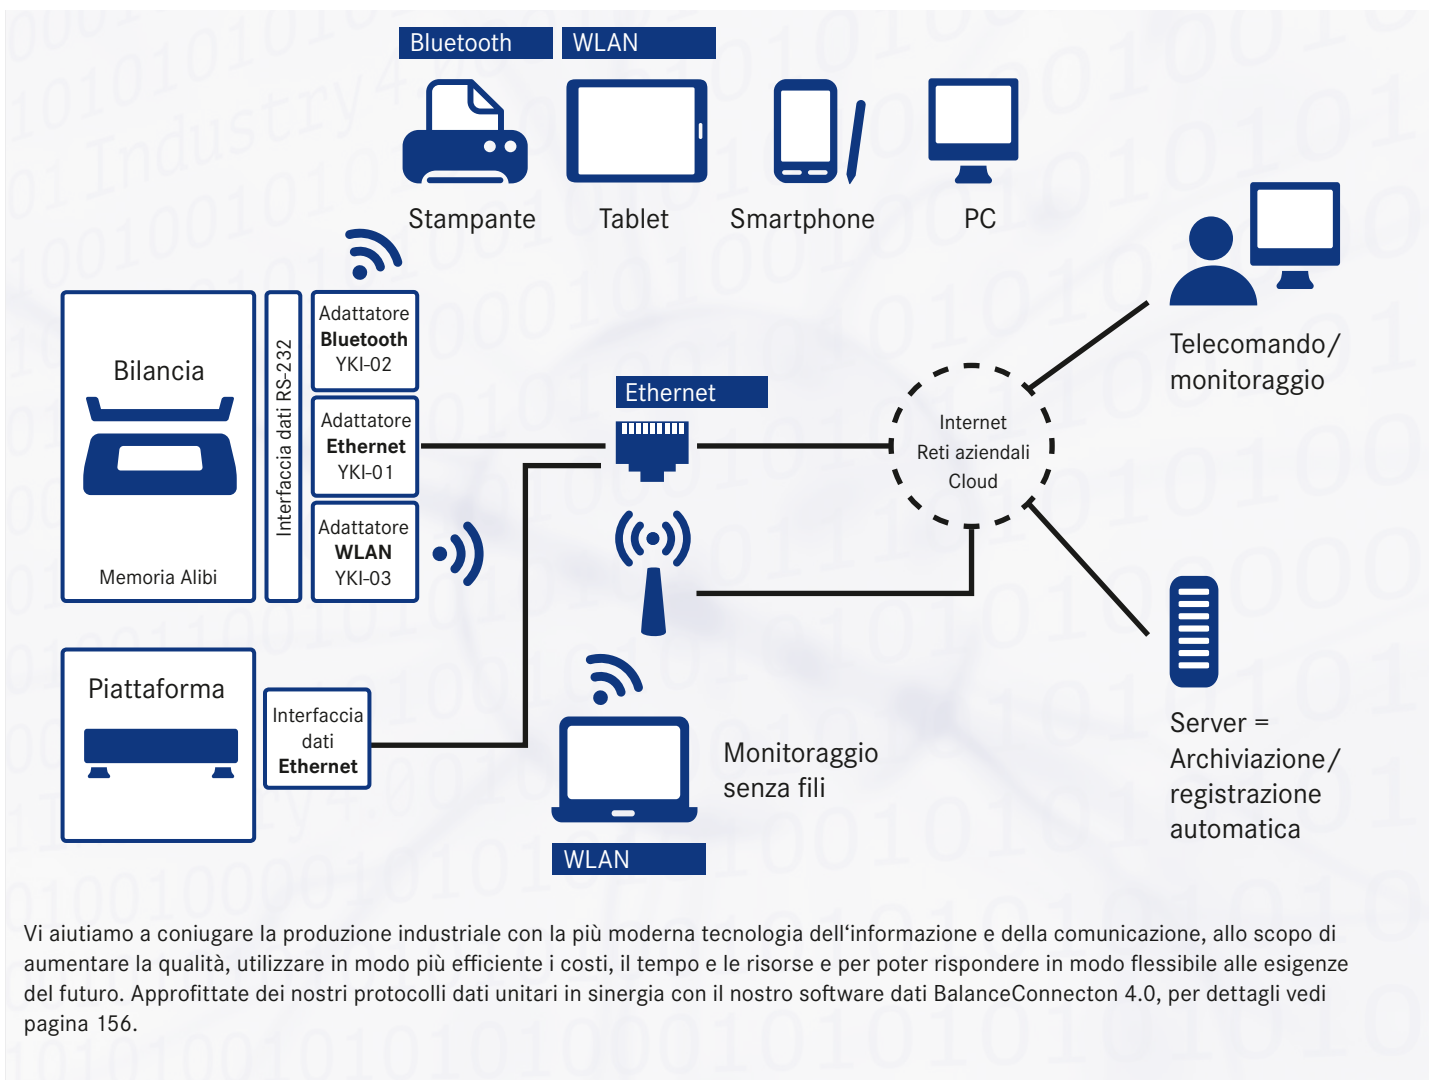 Bluetooth
WLAN
Stampante
Tablet
Smartphone
PC
Industry 4.0
Bilancia
Memoria Alibi
Interfaccia dati RS-232
Adattatore
Bluetooth
YKI-02
Adattatore
Ethernet
YKI-01
Adattatore
WLAN
YKI-03
Ethernet
Internet
Reti aziendali
Cloud
Telecomando/
monitoraggio
Piattaforma
Interfaccia
dati
Ethernet
Monitoraggio
senza fili
WLAN
Server =
Archiviazione/
registrazione
automatica
Vi aiutiamo a coniugare la produzione industriale con la più moderna tecnologia dell‘informazione e della comunicazione, allo scopo di
aumentare la qualità, utilizzare in modo più efficiente i costi, il tempo e le risorse e per poter rispondere in modo flessibile alle esigenze
del futuro. Approfittate dei nostri protocolli dati unitari in sinergia con il nostro software dati BalanceConnecton 4.0, per dettagli vedi
pagina 156.